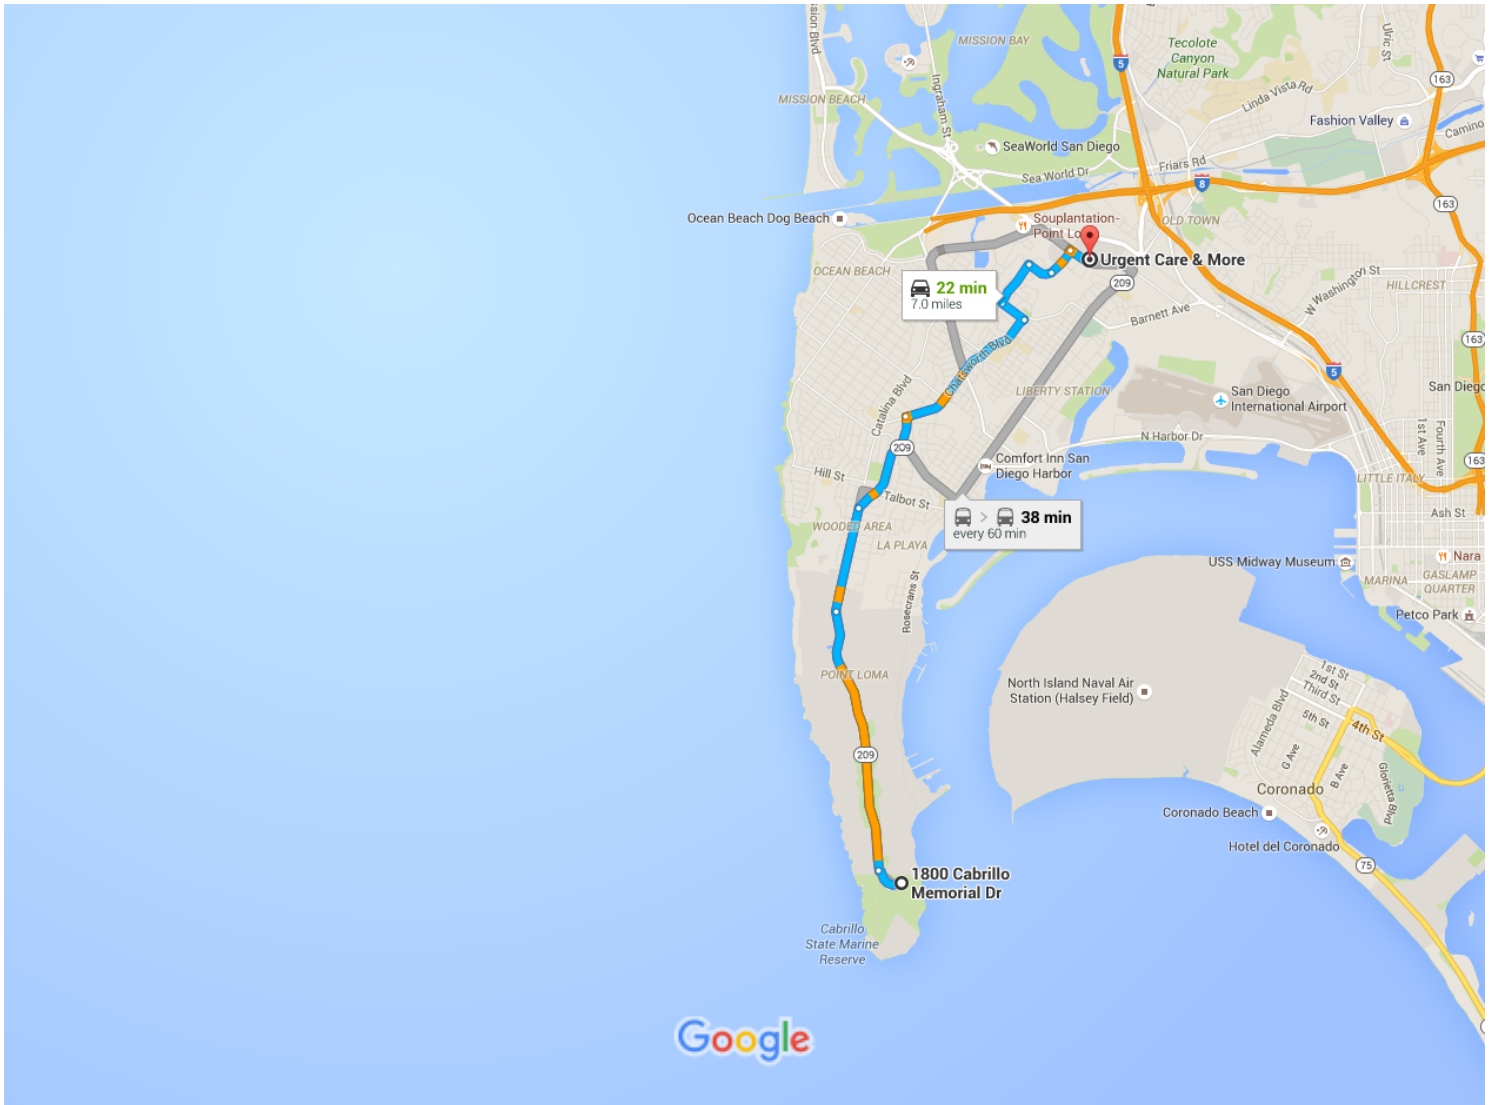 MISSION BAY
Tecolote
Canyon
Natural Park
Ulric St
5
163
Ingraham St
MISSION BEACH
Linda Vista Rd
Fashion Valley
Camino
SeaWorld San Diego
Friars Rd
Sea World Dr
8
163
Ocean Beach Dog Beach
Souplantation-
Point Lo
OLD TOWN
Urgent Care & More
OCEAN BEACH
209
W Washington St
HILLCREST
22 min
7.0 miles
Barnett Ave
163
Chatsworth Blvd
5
Catalina Blvd
LIBERTY STATION
San Diego
International Airport
San Diego
1st Ave
Fourth Ave
N Harbor Dr
209
Comfort Inn San
Diego Harbor
163
Hill St
LITTLE ITALY
Talbot St
WOODED AREA
38 min
every 60 min
Ash St
LA PLAYA
USS Midway Museum
Nara
MARINA
GASLAMP
QUARTER
Rosecrans St
Petco Park
POINT LOMA
North Island Naval Air
Station (Halsey Field)
1st St
2nd St
Third St
5th St
4th St
Alameda Blvd
G Ave
B Ave
Glorietta Blvd
209
Coronado
Coronado Beach
Hotel del Coronado
75
1800 Cabrillo
Memorial Dr
Cabrillo
State Marine
Reserve
Google